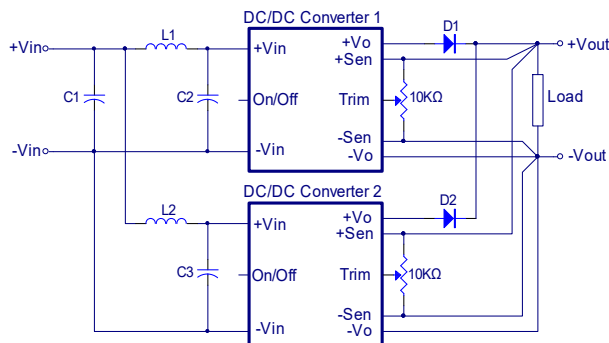 DC/DC Converter 1
+Vin
L1
+Vin
+Vo
D1
+Vout
+Sen
C1
C2
On/Off
Trim
10KΩ
Load
-Sen
-Vin
-Vin
-Vo
-Vout
DC/DC Converter 2
L2
+Vin
+Vo
D2
+Sen
C3
On/Off
Trim
10KΩ
-Sen
-Vin
-Vo